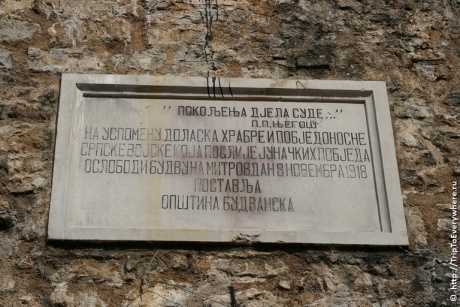 " ПОКОЉЕЊА ДЈЕЛА СУДЕ..."
П.П.ЊЕГОШ
НА УСПОМЕНУ ДОЛАСКА ХРАБРЕ И ПОБЈЕДОНОСНЕ
СРПСКЕ ВОЈСКЕ КОЈА ПОСЛИЈЕ ЈУНАЧКИХ ПОБЈЕДА
ОСЛОБОДИ БУДВУ НА МИТРОВДАН 8 НОВЕМБРА 1918
ПОСТАВЉА
ОПШТИНА БУДВАНСКА
© http://TripToEverywhere.ru